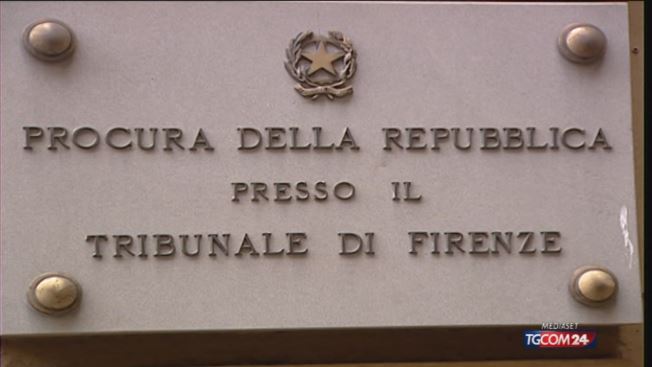 PROCURA DELLA REPUBBLICA
PRESSO IL
TRIBUNALE DI FIRENZE
MEDIASET
TGCOM24